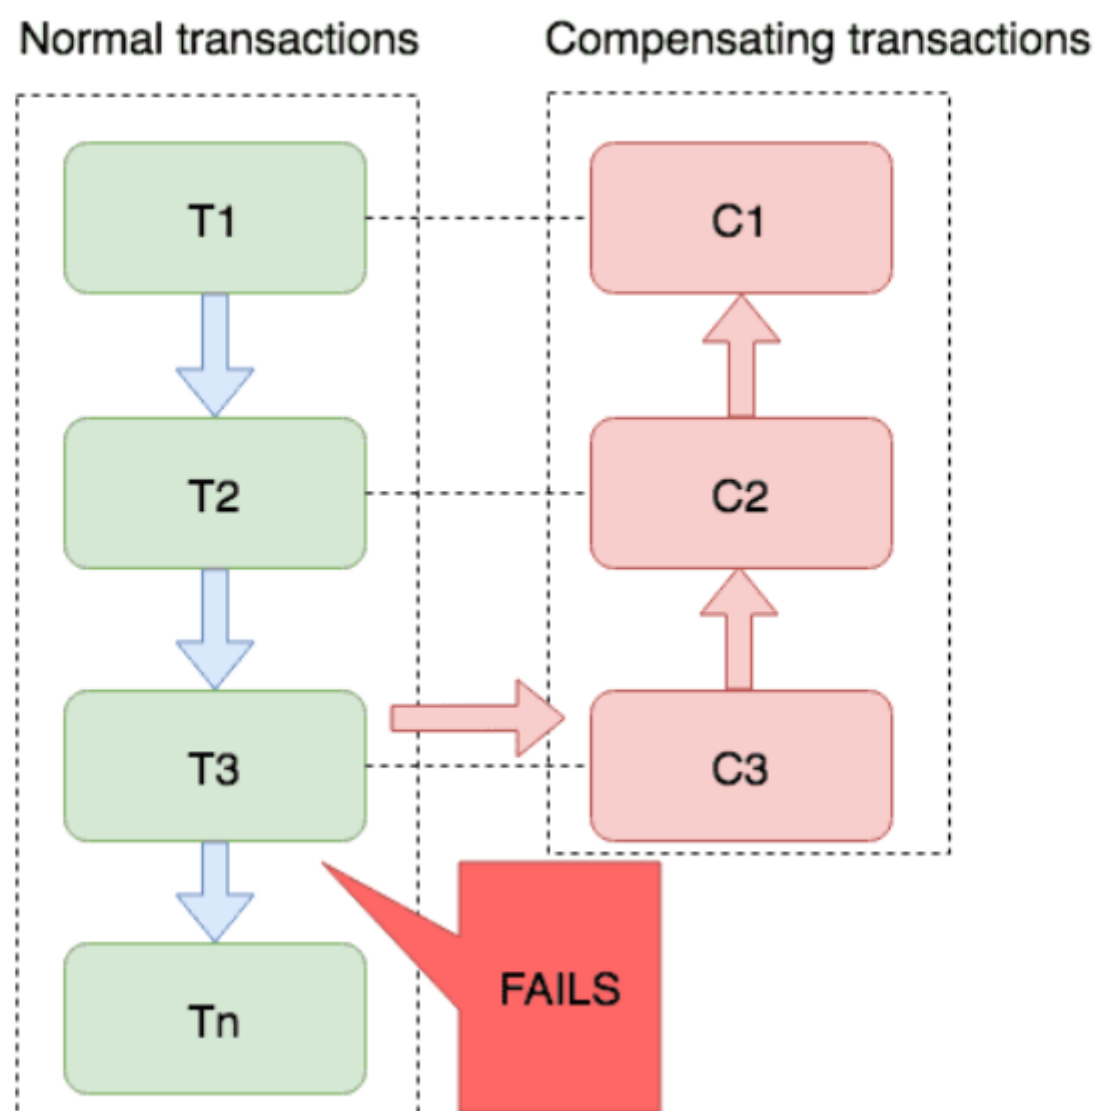 Normal transactions
Compensating transactions
T1
C1
T2
C2
T3
C3
FAILS
Tn